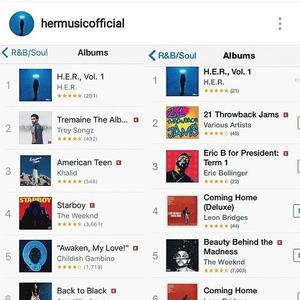 hermusicofficial
R&B/Soul
Albums
1
H.E.R., Vol. 1
H.E.R.
(201)
2
Tremaine The Alb...
Trey Songz
(432)
3
American Teen
Khalid
(548)
4
STARBOY
Starboy
The Weeknd
(3,661)
5
"Awaken, My Love!"
Childish Gambino
(1,719)
6
Back to Black
R&B/Soul
Albums
1
H.E.R., Vol. 1
H.E.R.
(21)
2
21 Throwback Jams
Various Artists
(40)
3
Eric B for President:
Term 1
Eric Bellinger
(22)
4
Coming Home
(Deluxe)
Leon Bridges
(44)
5
Beauty Behind the
Madness
The Weeknd
(7,003)
6
Coming Home
Leon Bridges